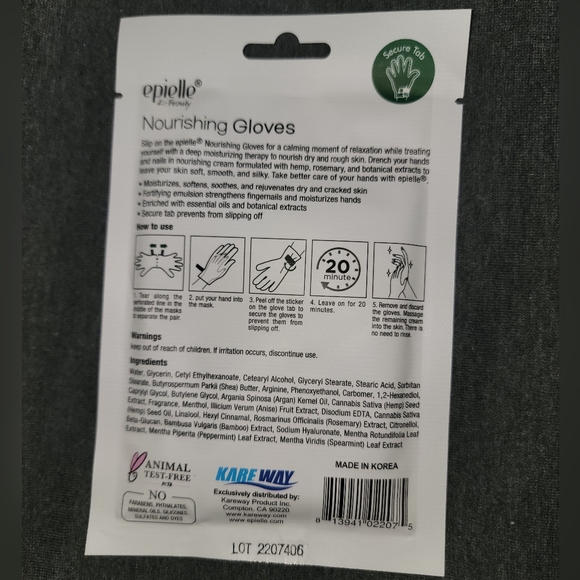 Secure Tab
epielle®
Nourishing Gloves
Slip on the epielle® Nourishing Gloves for a calming moment of relaxation while treating
yourself with a deep moisturizing therapy to nourish dry and rough skin. Drench your hands
and nails in nourishing cream formulated with hemp, rosemary, and botanical extracts to
leave your skin soft, smooth, and silky. Take better care of your hands with epielle®.
• Moisturizes, softens, soothes, and rejuvenates dry and cracked skin
• Fortifying emulsion strengthens fingernails and moisturizes hands
• Enriched with essential oils and botanical extracts
• Secure tab prevents from slipping off
How to use
20
minute
1. Tear along the
perforated line in the
middle of the masks
to separate the pair.
2. put your hand into
the mask.
3. Peel off the sticker
on the glove tab to
secure the gloves to
prevent them from
slipping off.
4. Leave on for 20
minutes.
5. Remove and discard
the gloves. Massage
the remaining cream
into the skin. There is
no need to rinse.
Warnings
Keep out of reach of children. If irritation occurs, discontinue use.
Ingredients
Water, Glycerin, Cetyl Ethylhexanoate, Cetearyl Alcohol, Glyceryl Stearate, Stearic Acid, Sorbitan
Stearate, Butyrospermum Parkii (Shea) Butter, Arginine, Phenoxyethanol, Carbomer, 1,2-Hexanediol,
Caprylyl Glycol, Butylene Glycol, Argania Spinosa (Argan) Kernel Oil, Cannabis Sativa (Hemp) Seed
Extract, Fragrance, Menthol, Illicium Verum (Anise) Fruit Extract, Disodium EDTA, Cannabis Sativa
(Hemp) Seed Oil, Linalool, Hexyl Cinnamal, Rosmarinus Officinalis (Rosemary) Extract, Citronellol,
Beta-Glucan, Bambusa Vulgaris (Bamboo) Extract, Sodium Hyaluronate, Mentha Rotundifolia Leaf
Extract, Mentha Piperita (Peppermint) Leaf Extract, Mentha Viridis (Spearmint) Leaf Extract
ANIMAL
TEST-FREE
PETA
NO
PARABENS, PHTHALATES,
MINERAL OILS, SILICONES,
SULFATES AND DYES
KAREWAY
Exclusively distributed by:
Kareway Product Inc.
Compton, CA 90220
www.kareway.com
www.epielle.com
MADE IN KOREA
8 13941 02207 5
LOT 2207406